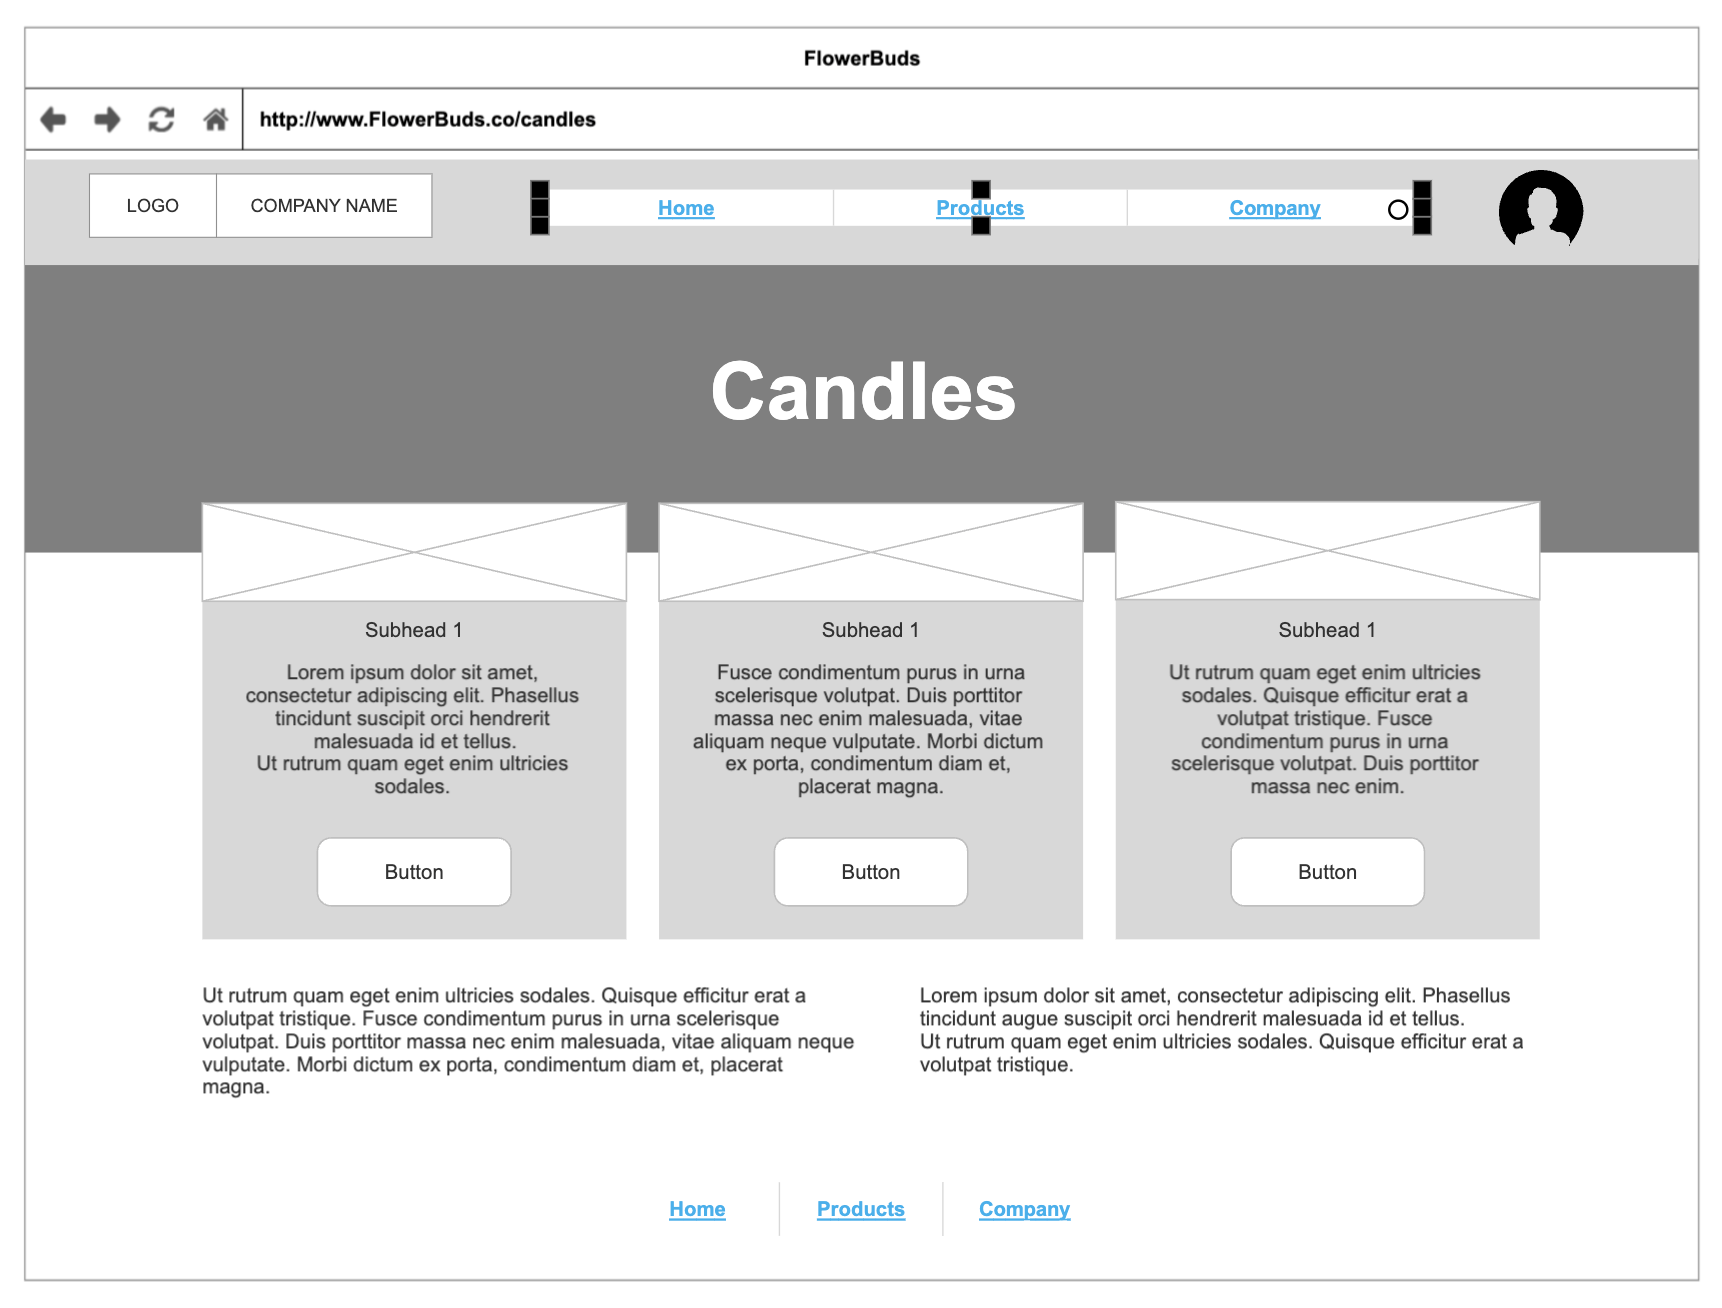 FlowerBuds
http://www.FlowerBuds.co/candles
LOGO
COMPANY NAME
Home
Products
Company
Candles
Subhead 1
Lorem ipsum dolor sit amet,
consectetur adipiscing elit. Phasellus
tincidunt suscipit orci hendrerit
malesuada id et tellus.
Ut rutrum quam eget enim ultricies
sodales.
Button
Subhead 1
Fusce condimentum purus in urna
scelerisque volutpat. Duis porttitor
massa nec enim malesuada, vitae
aliquam neque vulputate. Morbi dictum
ex porta, condimentum diam et,
placerat magna.
Button
Subhead 1
Ut rutrum quam eget enim ultricies
sodales. Quisque efficitur erat a
volutpat tristique. Fusce
condimentum purus in urna
scelerisque volutpat. Duis porttitor
massa nec enim.
Button
Ut rutrum quam eget enim ultricies sodales. Quisque efficitur erat a
volutpat tristique. Fusce condimentum purus in urna scelerisque
volutpat. Duis porttitor massa nec enim malesuada, vitae aliquam neque
vulputate. Morbi dictum ex porta, condimentum diam et, placerat
magna.
Lorem ipsum dolor sit amet, consectetur adipiscing elit. Phasellus
tincidunt augue suscipit orci hendrerit malesuada id et tellus.
Ut rutrum quam eget enim ultricies sodales. Quisque efficitur erat a
volutpat tristique.
Home
Products
Company